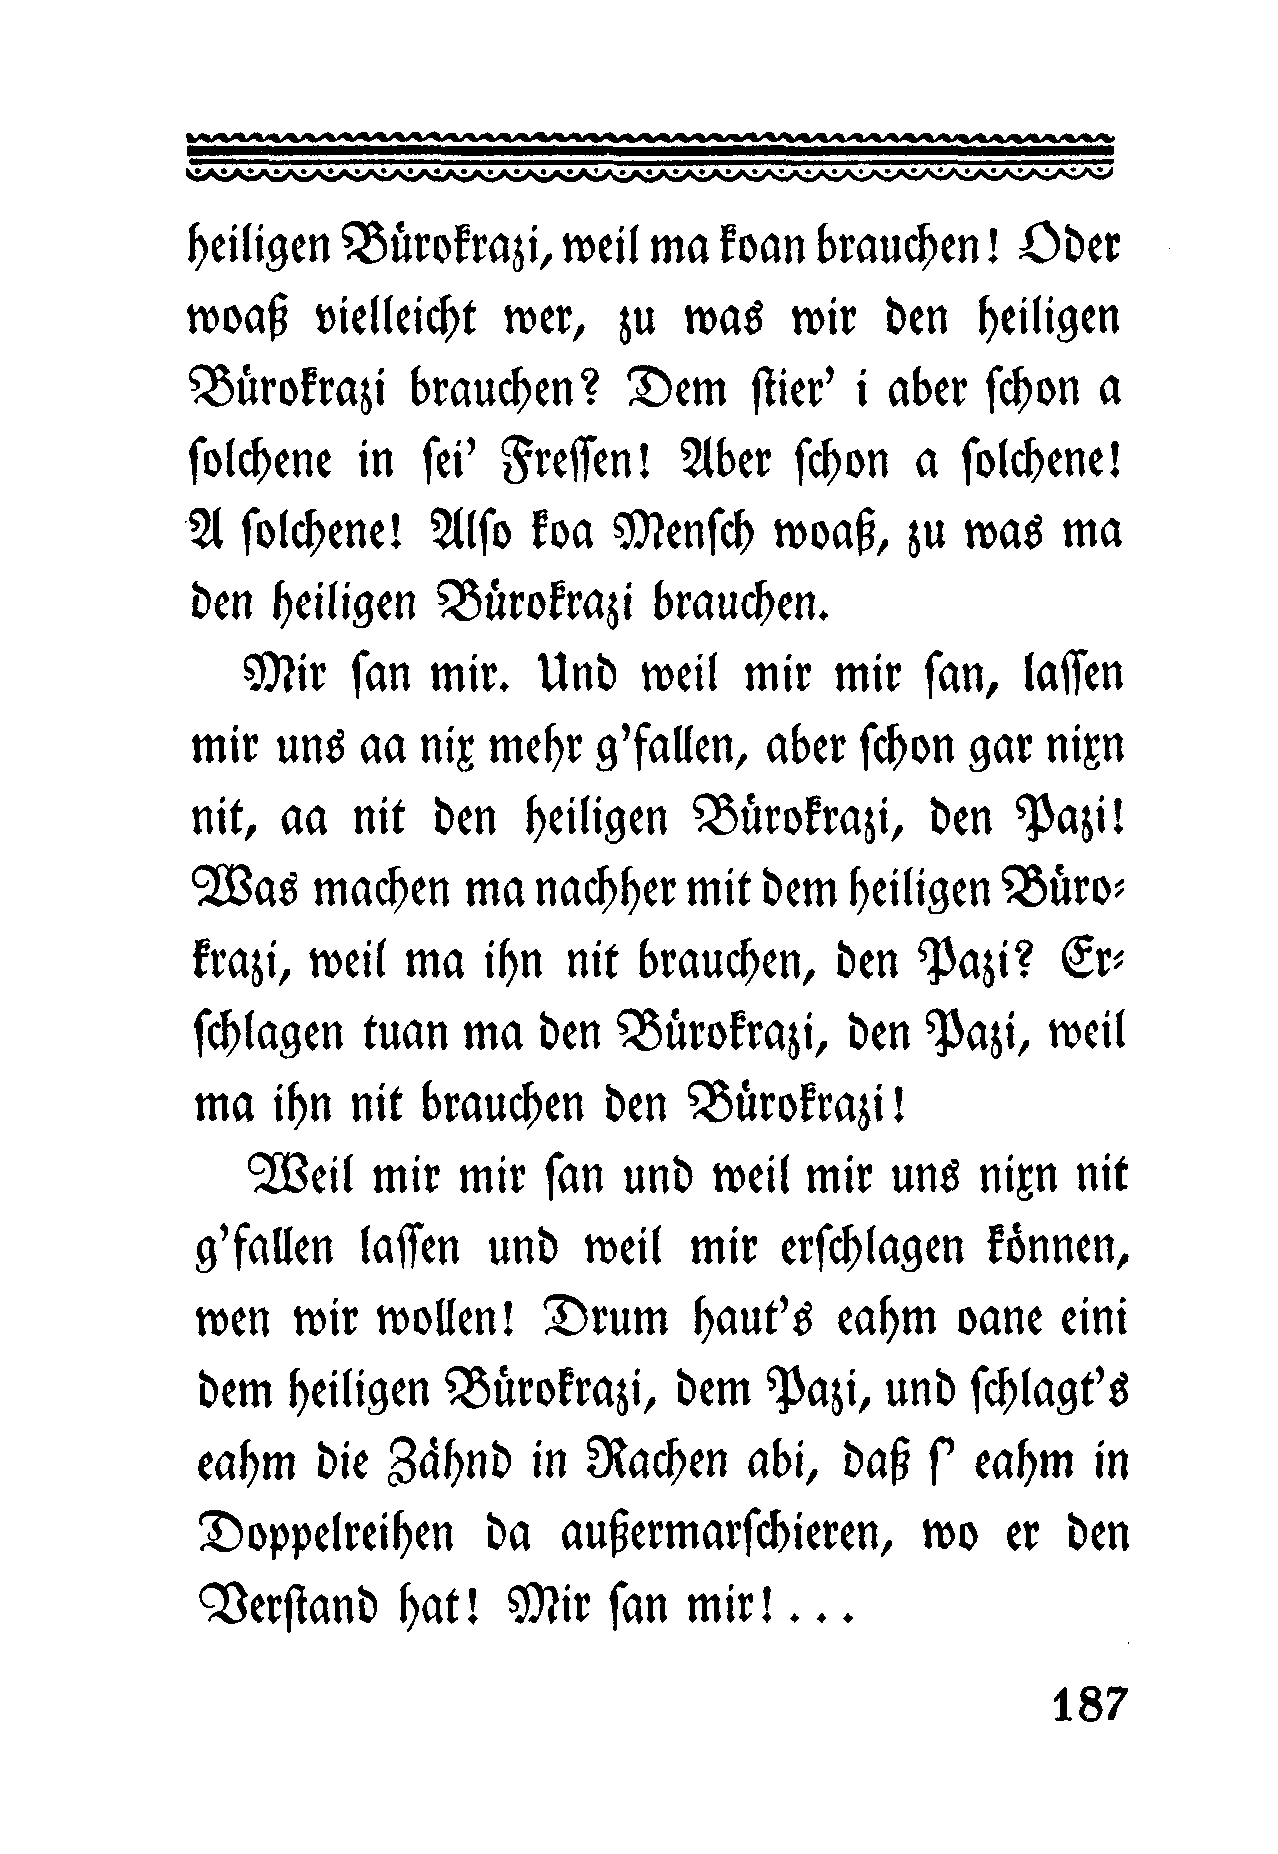 heiligen Bürokrazi, weil ma koan brauchen! Oder
woaß vielleicht wer, zu was wir den heiligen
Bürokrazi brauchen? Dem ſtier' i aber ſchon a
ſolchene in ſei' Freſſen! Aber ſchon a ſolchene!
A ſolchene! Alſo koa Menſch woaß, zu was ma
den heiligen Bürokrazi brauchen.
Mir ſan mir. Und weil mir mir ſan, laſſen
mir uns aa nix mehr g'fallen, aber ſchon gar nixn
nit, aa nit den heiligen Bürokrazi, den Pazi!
Was machen ma nachher mit dem heiligen Büro⸗
krazi, weil ma ihn nit brauchen, den Pazi? Er⸗
ſchlagen tuan ma den Bürokrazi, den Pazi, weil
ma ihn nit brauchen den Bürokrazi!
Weil mir mir ſan und weil mir uns nixn nit
g'fallen laſſen und weil mir erſchlagen können,
wen wir wollen! Drum haut's eahm oane eini
dem heiligen Bürokrazi, dem Pazi, und ſchlagt's
eahm die Zähnd in Rachen abi, daß ſ' eahm in
Doppelreihen da außermarſchieren, wo er den
Verſtand hat! Mir ſan mir! . . .
187